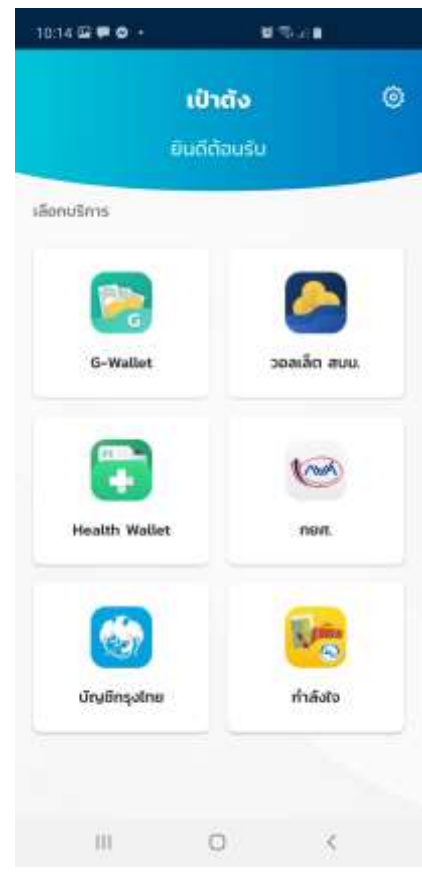 10:14
เป๋าตัง
ยินดีต้อนรับ
เลือกบริการ
G-Wallet
วอลเล็ต สบม.
Health Wallet
กยศ.
บัญชีกรุงไทย
กำลังใจ